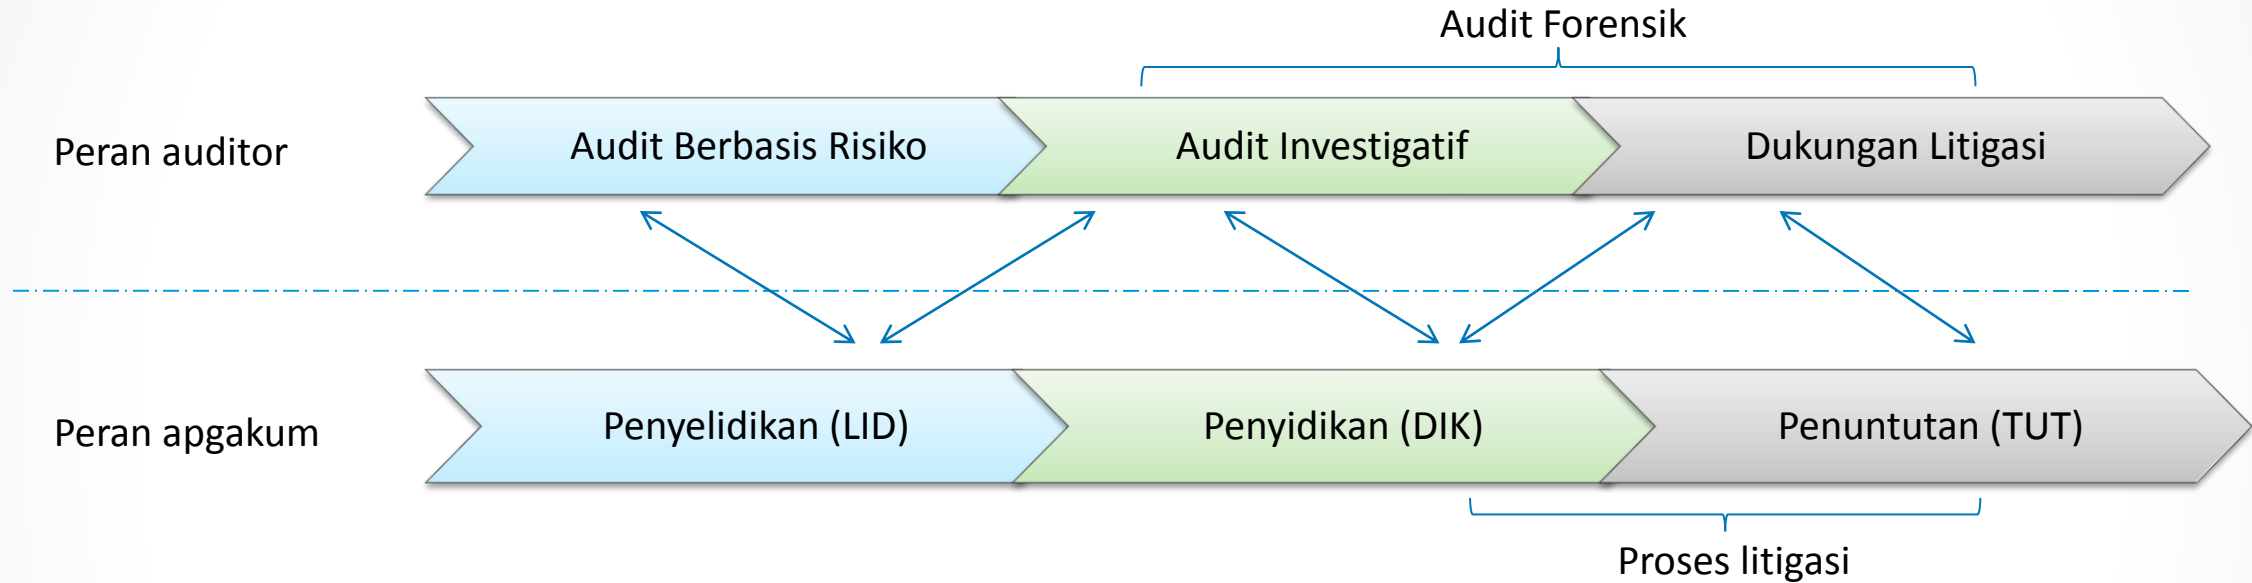 Audit Forensik
Peran auditor
Audit Berbasis Risiko
Audit Investigatif
Dukungan Litigasi
Peran apgakum
Penyelidikan (LID)
Penyidikan (DIK)
Penuntutan (TUT)
Proses litigasi